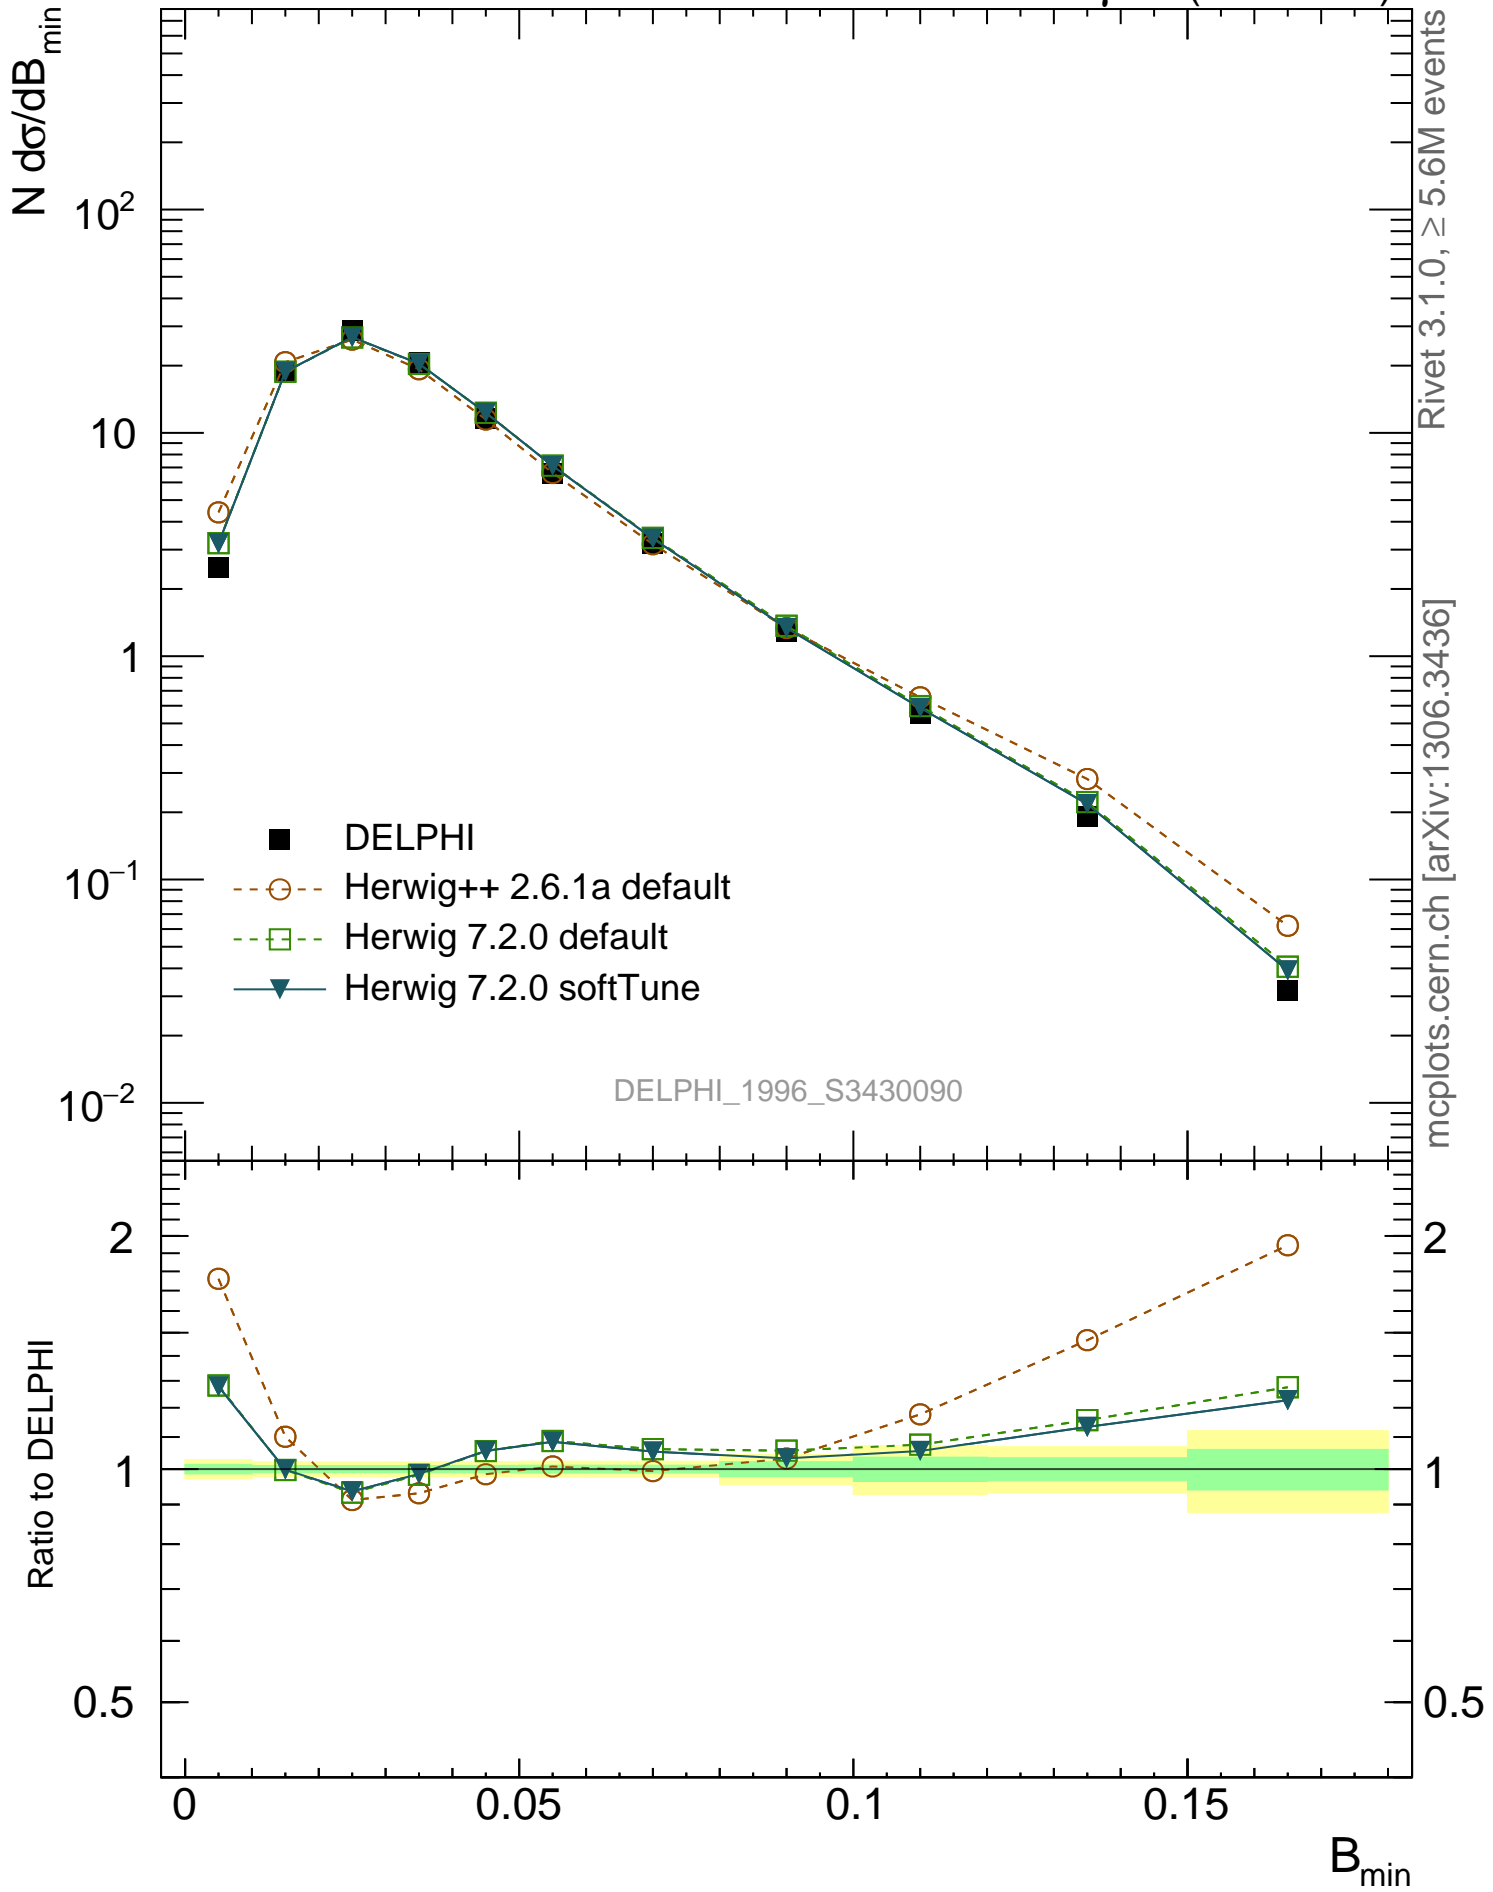 N dσ/dB_min
10²
10
1
10⁻¹
10⁻²
DELPHI
Herwig++ 2.6.1a default
Herwig 7.2.0 default
Herwig 7.2.0 softTune
DELPHI_1996_S3430090
Rivet 3.1.0, ≥ 5.6M events
mcplots.cern.ch [arXiv:1306.3436]
Ratio to DELPHI
2
1
0.5
2
1
0.5
0
0.05
0.1
0.15
B_min